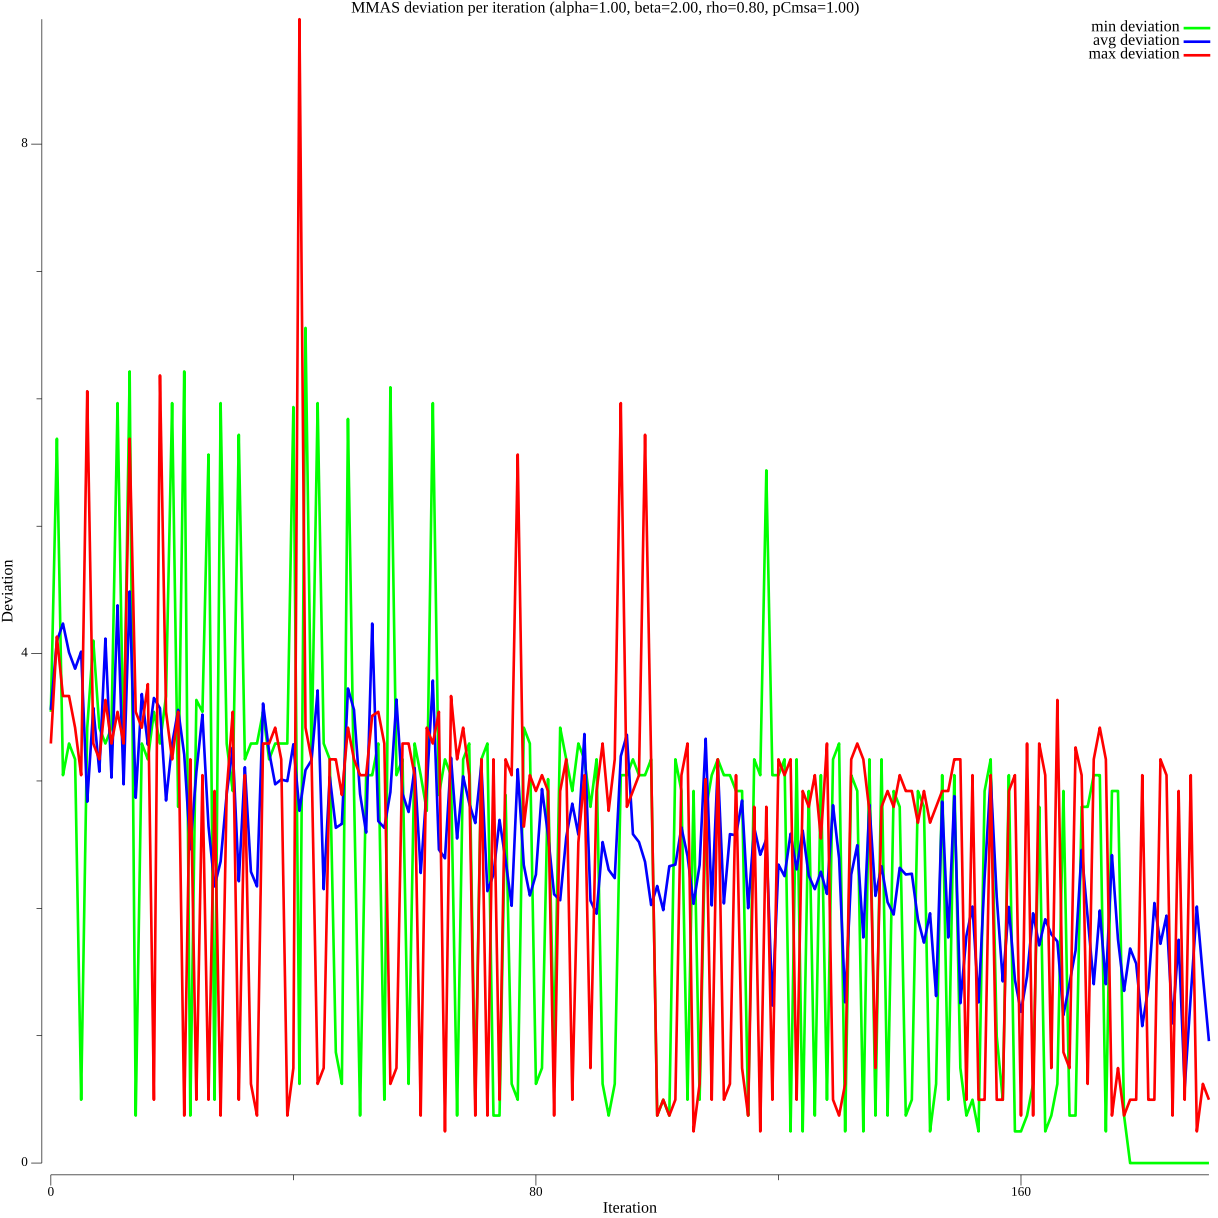 MMAS deviation per iteration (alpha=1.00, beta=2.00, rho=0.80, pCmsa=1.00)
min deviation
avg deviation
max deviation
8
4
0
Deviation
0
80
160
Iteration